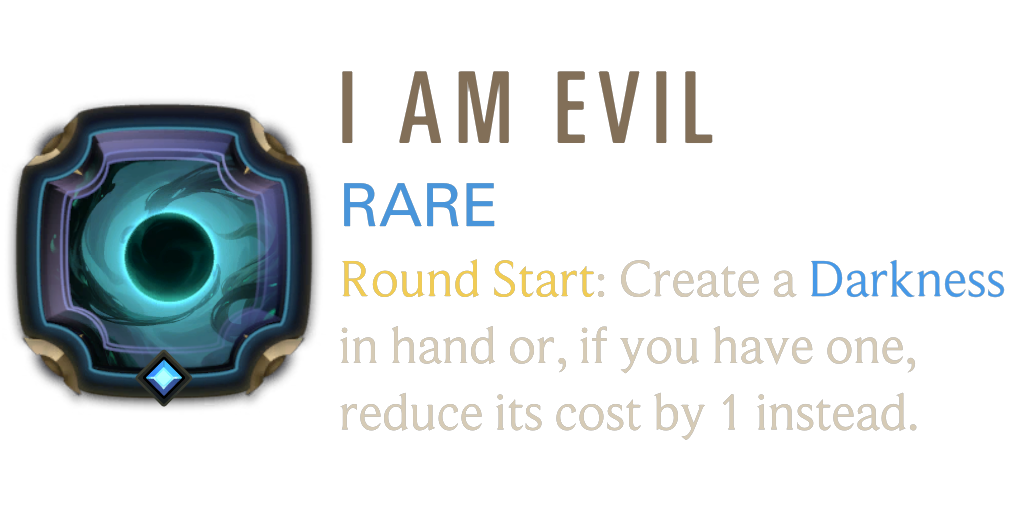 I AM EVIL
RARE
Round Start: Create a Darkness
in hand or, if you have one,
reduce its cost by 1 instead.